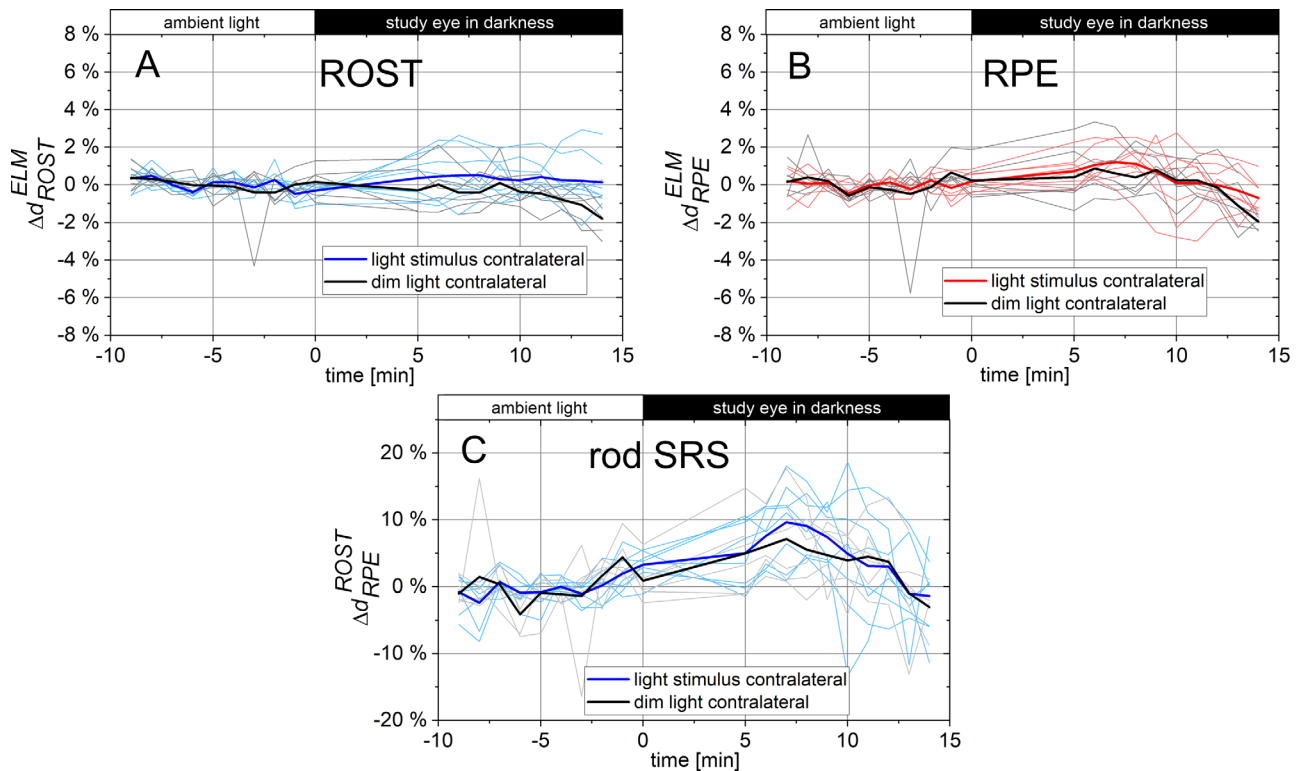 ambient light study eye in darkness
A ROST
8 %
6 %
4 %
2 %
0 %
-2 %
-4 %
-6 %
-8 %
Δd ELM ROST
light stimulus contralateral
dim light contralateral
-10 -5 0 5 10 15
time [min]
ambient light study eye in darkness
B RPE
8 %
6 %
4 %
2 %
0 %
-2 %
-4 %
-6 %
-8 %
Δd ELM RPE
light stimulus contralateral
dim light contralateral
-10 -5 0 5 10 15
time [min]
ambient light study eye in darkness
C rod SRS
20 %
10 %
0 %
-10 %
-20 %
Δd ROST RPE
light stimulus contralateral
dim light contralateral
-10 -5 0 5 10 15
time [min]